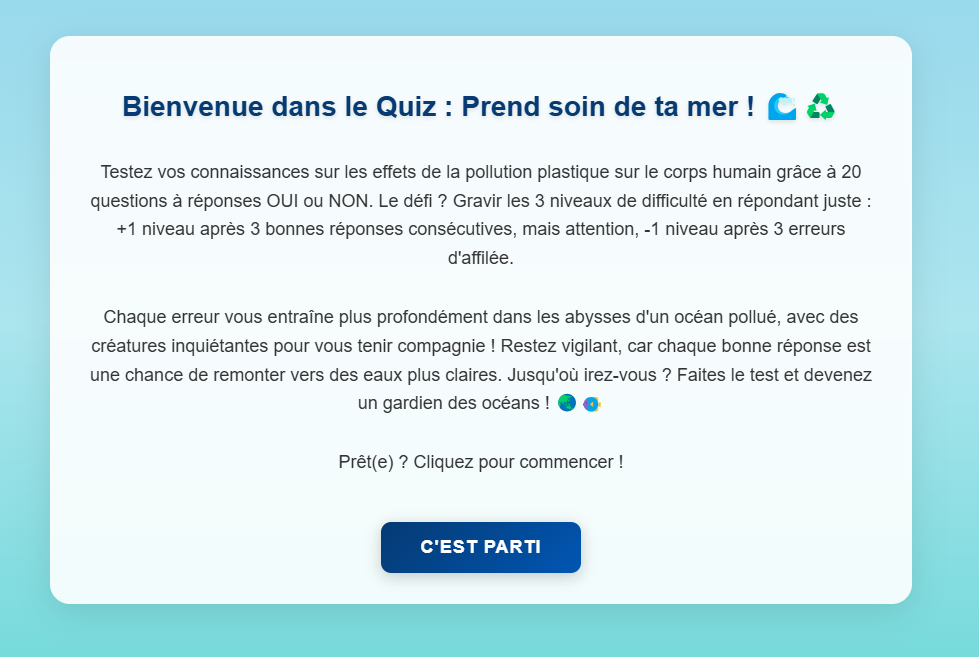 Bienvenue dans le Quiz : Prend soin de ta mer ! 🌊 ♻️
Testez vos connaissances sur les effets de la pollution plastique sur le corps humain grâce à 20
questions à réponses OUI ou NON. Le défi ? Gravir les 3 niveaux de difficulté en répondant juste :
+1 niveau après 3 bonnes réponses consécutives, mais attention, -1 niveau après 3 erreurs
d'affilée.
Chaque erreur vous entraîne plus profondément dans les abysses d'un océan pollué, avec des
créatures inquiétantes pour vous tenir compagnie ! Restez vigilant, car chaque bonne réponse est
une chance de remonter vers des eaux plus claires. Jusqu'où irez-vous ? Faites le test et devenez
un gardien des océans ! 🌏 🐠
Prêt(e) ? Cliquez pour commencer !
C'EST PARTI